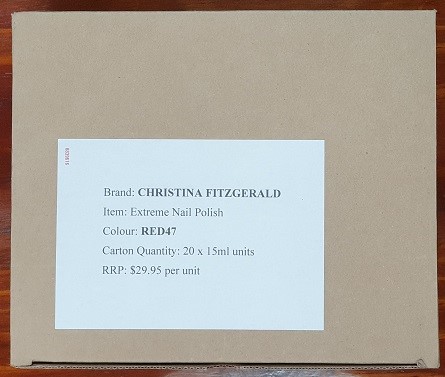 Brand: CHRISTINA FITZGERALD
Item: Extreme Nail Polish
Colour: RED47
Carton Quantity: 20 x 15ml units
RRP: $29.95 per unit